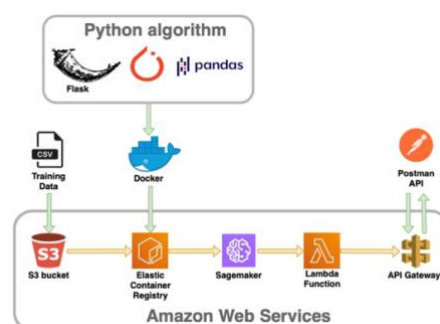 Python algorithm
Flask
pandas
CSV
Training
Data
Docker
Postman
API
S3
S3 bucket
Elastic
Container
Registry
Sagemaker
Lambda
Function
API Gateway
Amazon Web Services